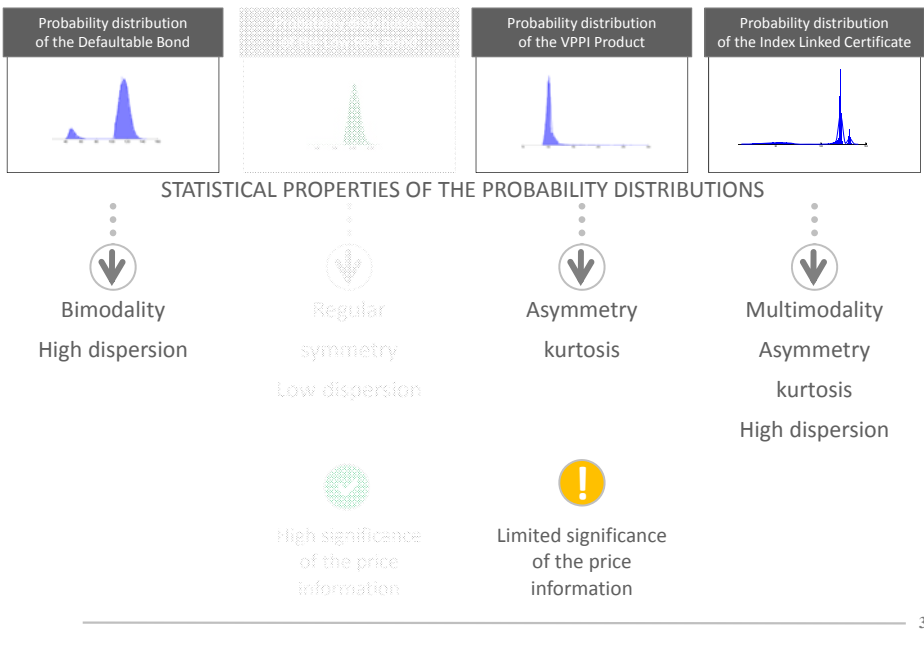 Probability distribution
of the Defaultable Bond
Probability distribution
of the VPPI Product
Probability distribution
of the Index Linked Certificate
STATISTICAL PROPERTIES OF THE PROBABILITY DISTRIBUTIONS
Bimodality
High dispersion
Regular
symmetry
Low dispersion
Asymmetry
kurtosis
Multimodality
Asymmetry
kurtosis
High dispersion
High significance
of the price
information
Limited significance
of the price
information
3